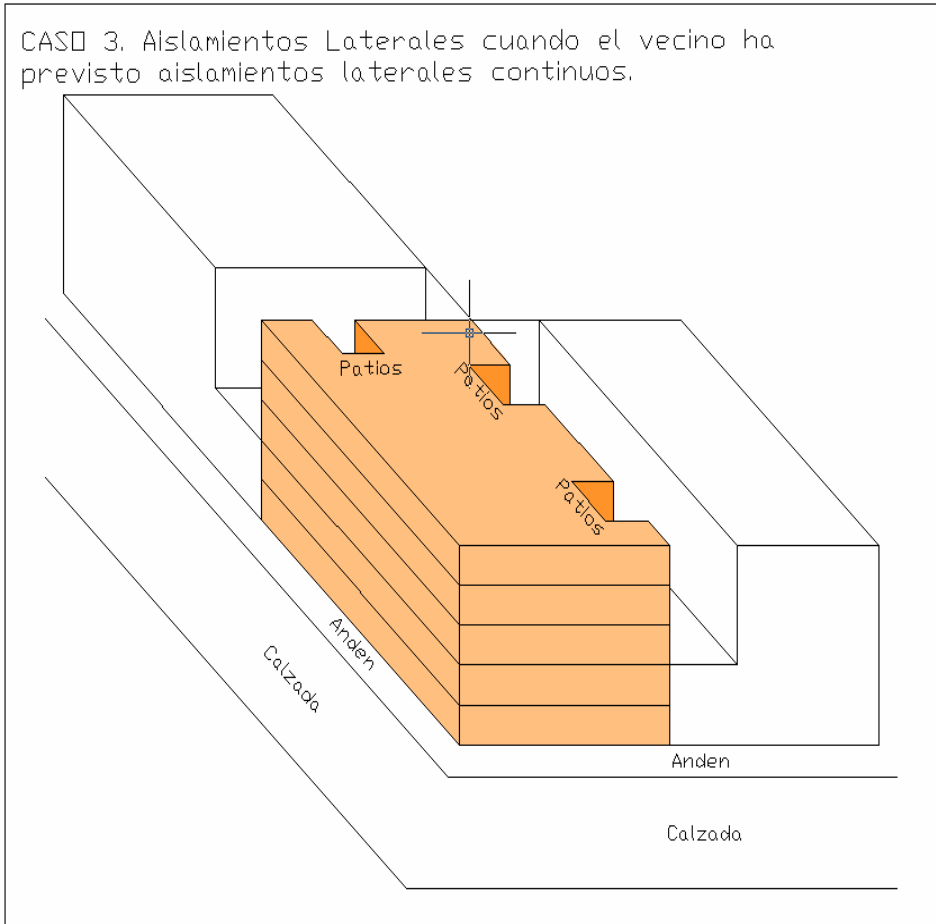 CASO 3. Aislamientos Laterales cuando el vecino ha
previsto aislamientos laterales continuos.
Patios
Patios
Patios
Anden
Calzada
Anden
Calzada